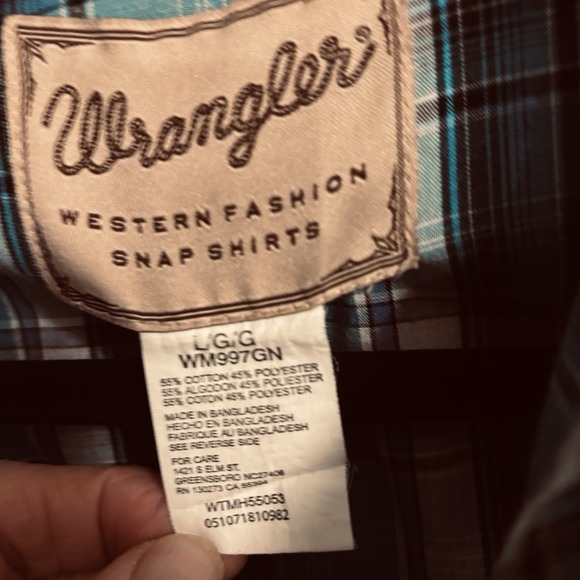 Wrangler
WESTERN FASHION
SNAP SHIRTS
L/G/G
WM997GN
55% COTTON 45% POLYESTER
55% ALGODON 45% POLIESTER
55% COTON 45% POLYESTER
MADE IN BANGLADESH
HECHO EN BANGLADESH
FABRIQUE AU BANGLADESH
SEE REVERSE SIDE
FOR CARE
1421 S ELM ST.
GREENSBORO NC27406
RN 130273 CA
WTMH55053
051071810982